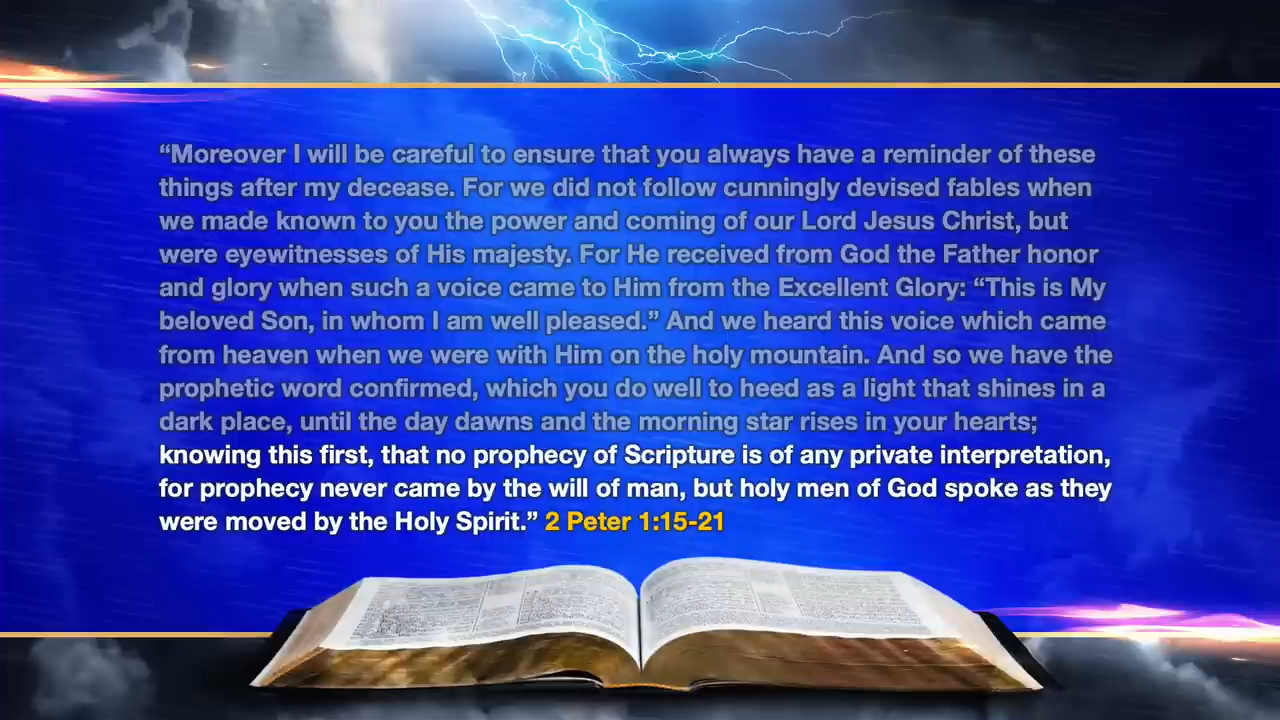 “Moreover I will be careful to ensure that you always have a reminder of these
things after my decease. For we did not follow cunningly devised fables when
we made known to you the power and coming of our Lord Jesus Christ, but
were eyewitnesses of His majesty. For He received from God the Father honor
and glory when such a voice came to Him from the Excellent Glory: “This is My
beloved Son, in whom I am well pleased.” And we heard this voice which came
from heaven when we were with Him on the holy mountain. And so we have the
prophetic word confirmed, which you do well to heed as a light that shines in a
dark place, until the day dawns and the morning star rises in your hearts;
knowing this first, that no prophecy of Scripture is of any private interpretation,
for prophecy never came by the will of man, but holy men of God spoke as they
were moved by the Holy Spirit.” 2 Peter 1:15-21